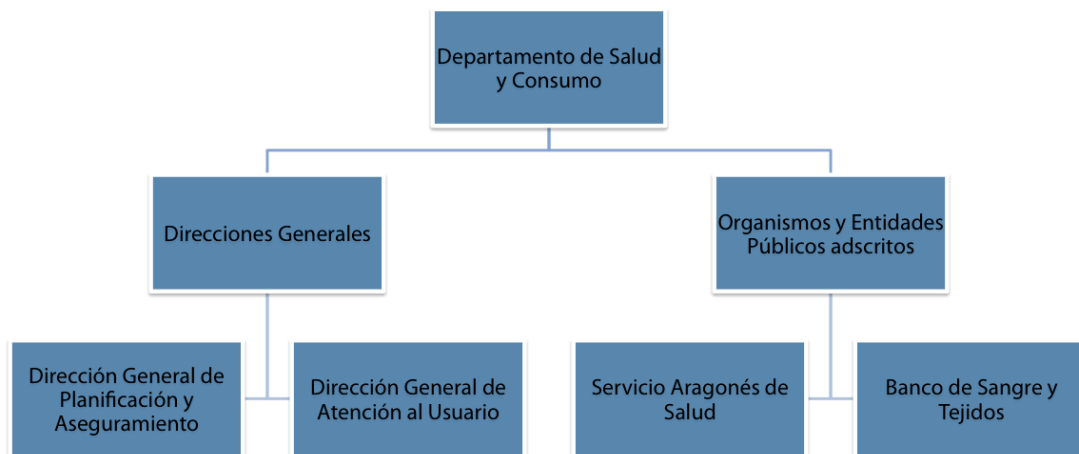 Departamento de Salud
y Consumo
Direcciones Generales
Organismos y Entidades
Públicos adscritos
Dirección General de
Planificación y
Aseguramiento
Dirección General de
Atención al Usuario
Servicio Aragonés de
Salud
Banco de Sangre y
Tejidos